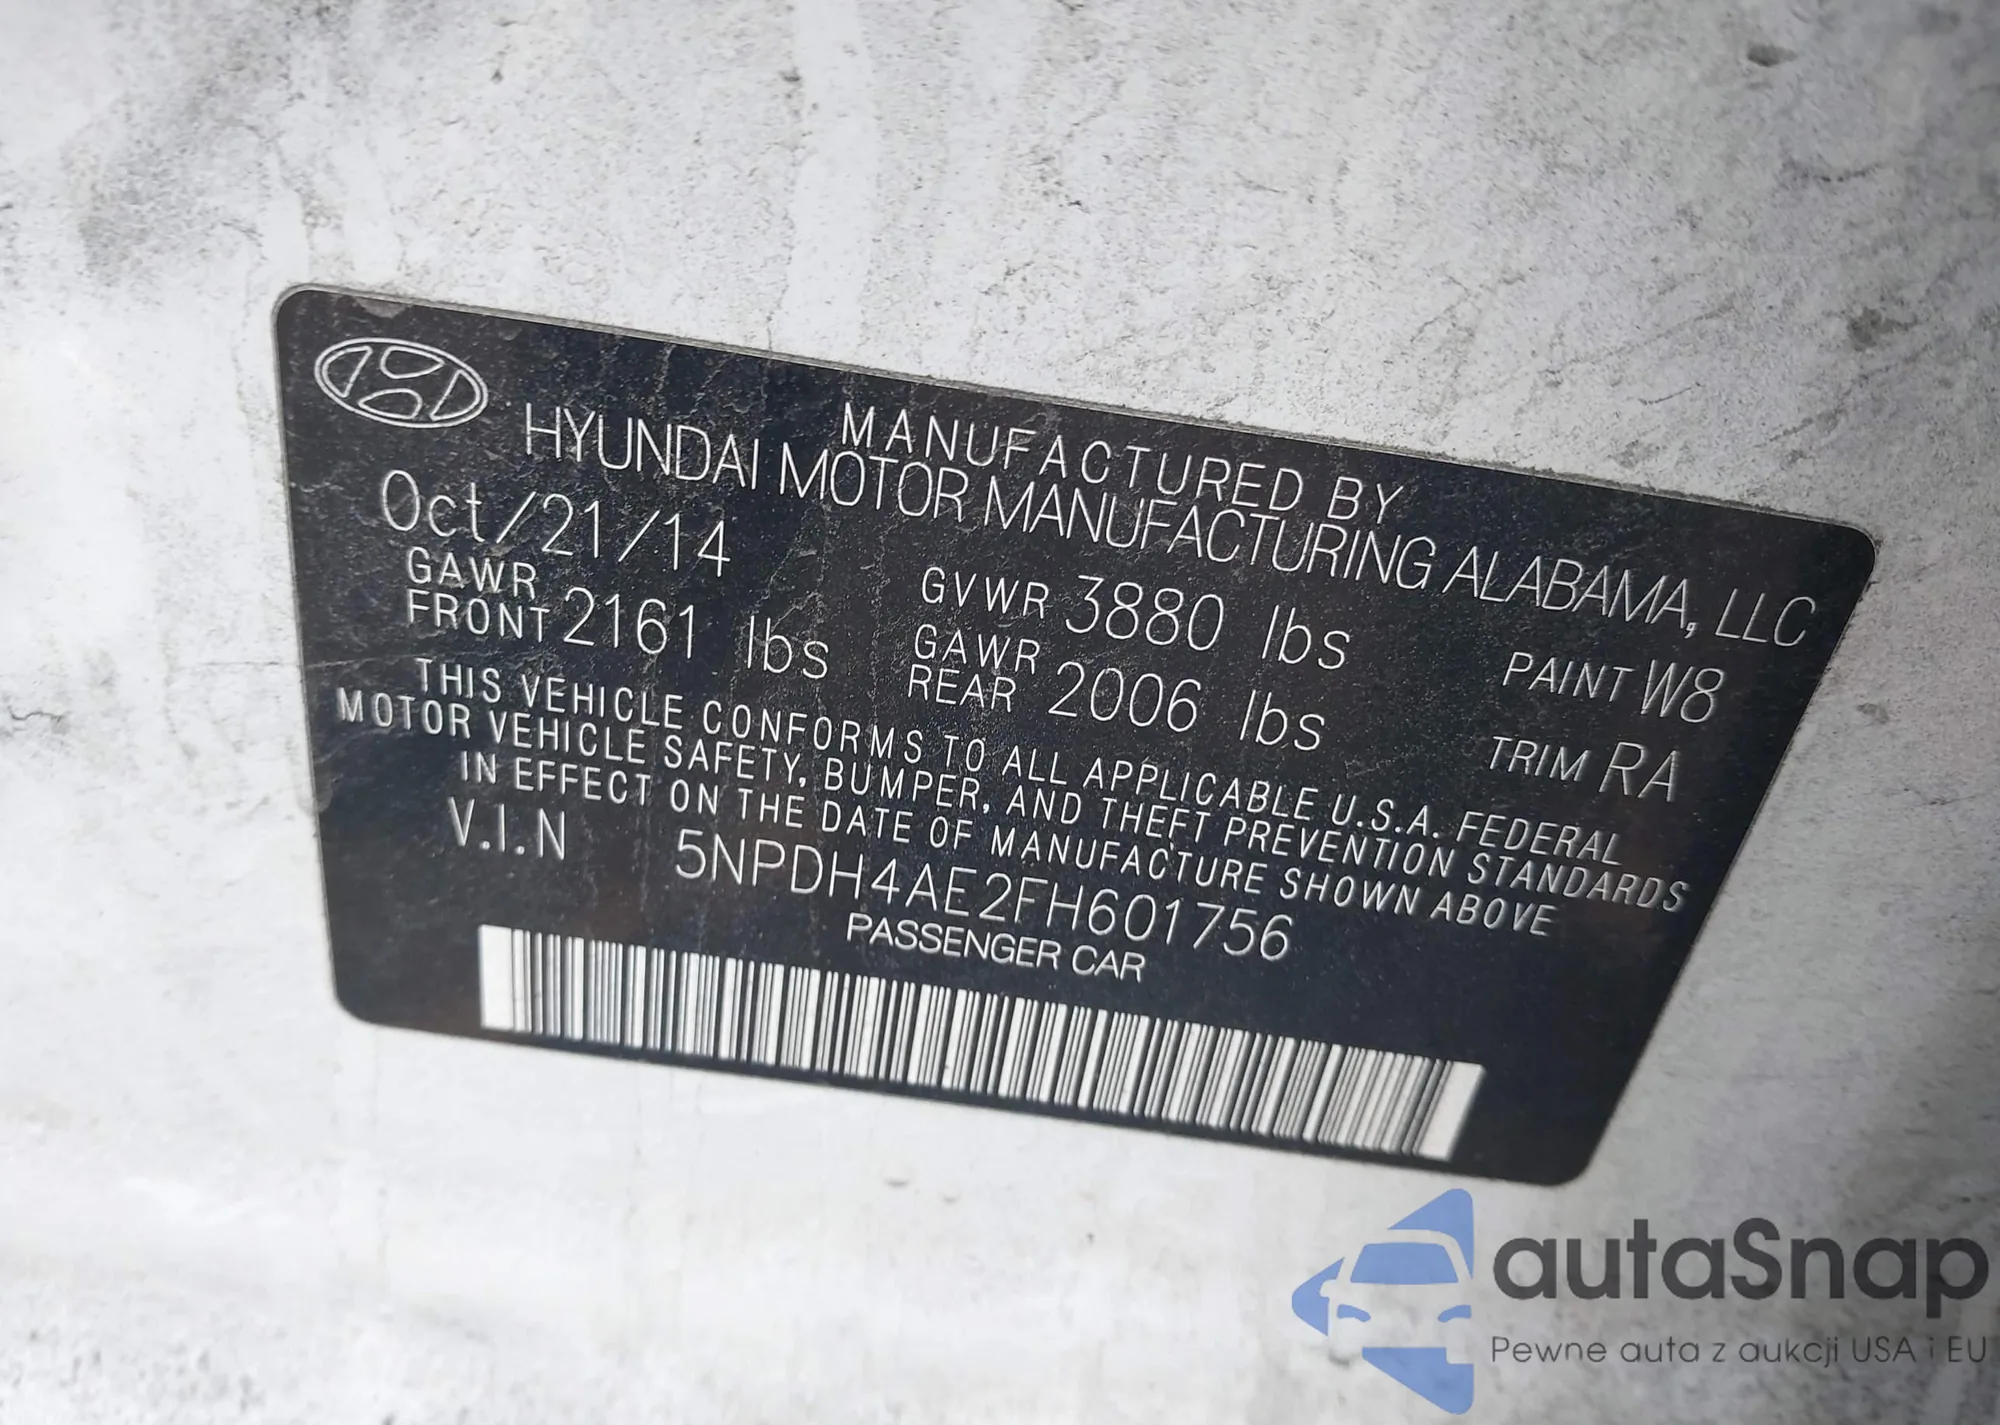 MANUFACTURED BY
HYUNDAI MOTOR MANUFACTURING ALABAMA, LLC
Oct/21/14
GVWR 3880 lbs
PAINT W8
GAWR FRONT 2161 lbs
GAWR REAR 2006 lbs
TRIM RA
THIS VEHICLE CONFORMS TO ALL APPLICABLE U.S.A. FEDERAL
MOTOR VEHICLE SAFETY, BUMPER, AND THEFT PREVENTION STANDARDS
IN EFFECT ON THE DATE OF MANUFACTURE SHOWN ABOVE
V.I.N 5NPDH4AE2FH601756
PASSENGER CAR
autaSnap
Pewne auta z aukcji USA i EU